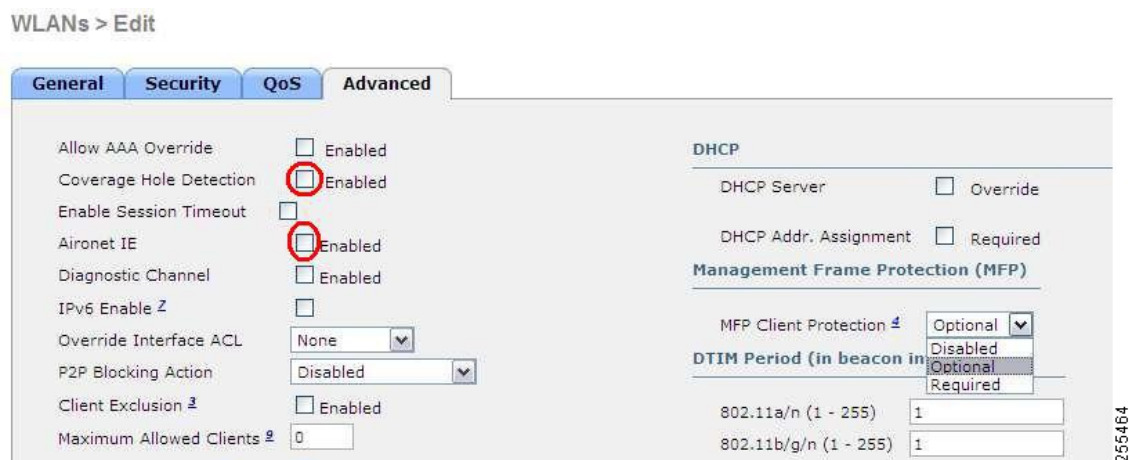 WLANs > Edit
General Security QoS Advanced
Allow AAA Override Enabled
Coverage Hole Detection Enabled
Enable Session Timeout
Aironet IE Enabled
Diagnostic Channel Enabled
IPv6 Enable 7
Override Interface ACL None
P2P Blocking Action Disabled
Client Exclusion 3 Enabled
Maximum Allowed Clients 9 0
DHCP
DHCP Server Override
DHCP Addr. Assignment Required
Management Frame Protection (MFP)
MFP Client Protection 4 Optional
Disabled
Optional
Required
DTIM Period (in beacon in
802.11a/n (1 - 255) 1
802.11b/g/n (1 - 255) 1
255464